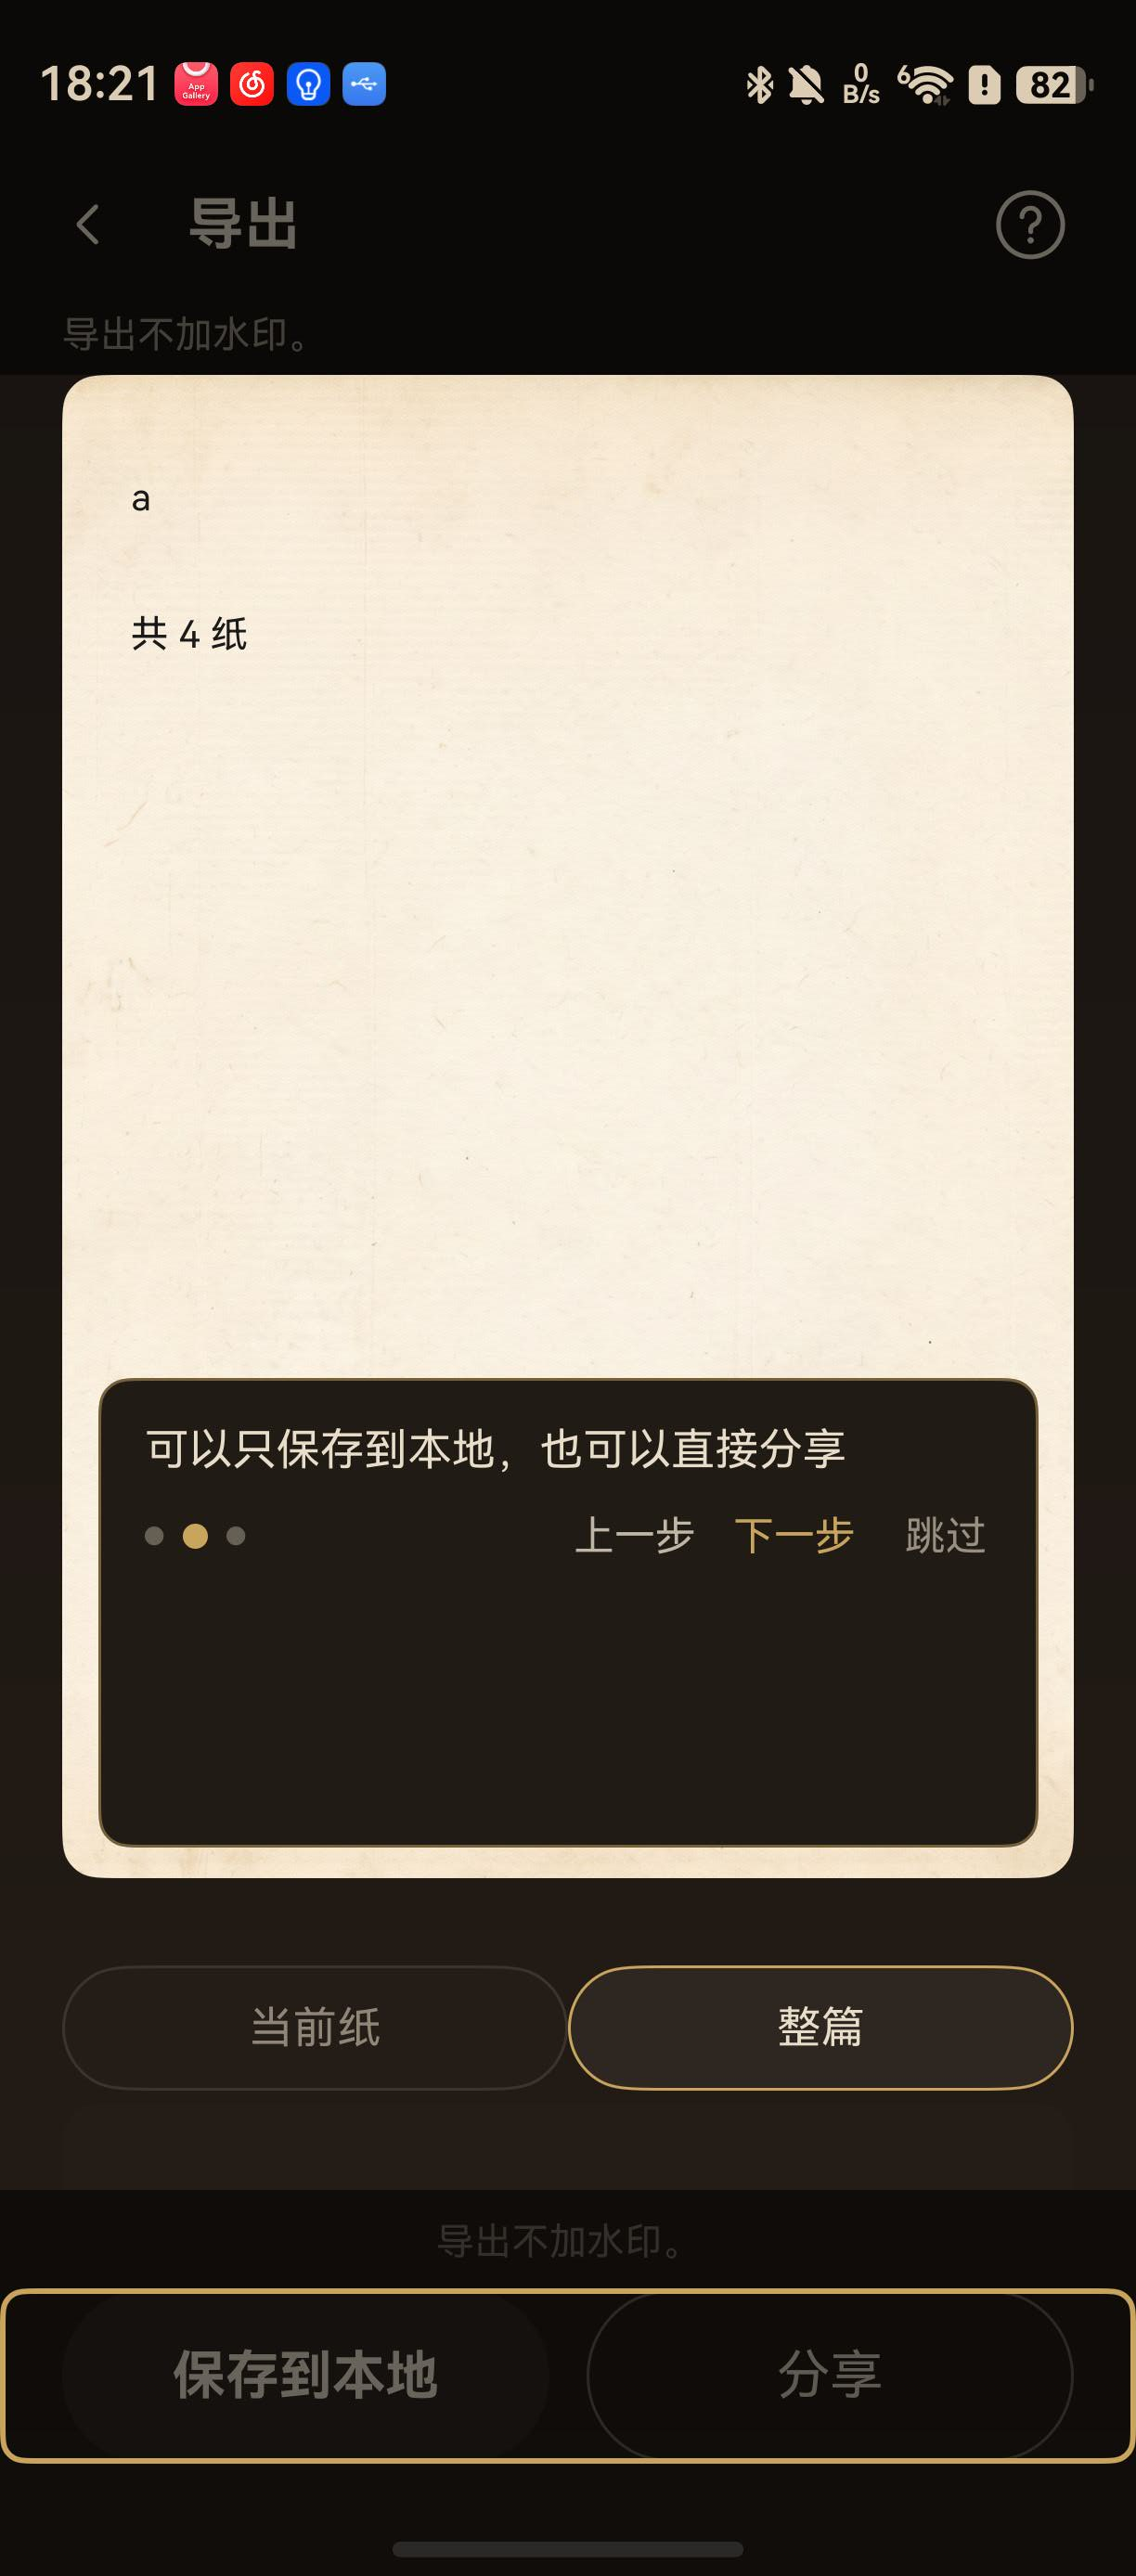 18:21
App
Gallery
0
B/s
6
82
导出
导出不加水印。
a
共 4 纸
可以只保存到本地，也可以直接分享
上一步 下一步 跳过
当前纸 整篇
导出不加水印。
保存到本地 分享